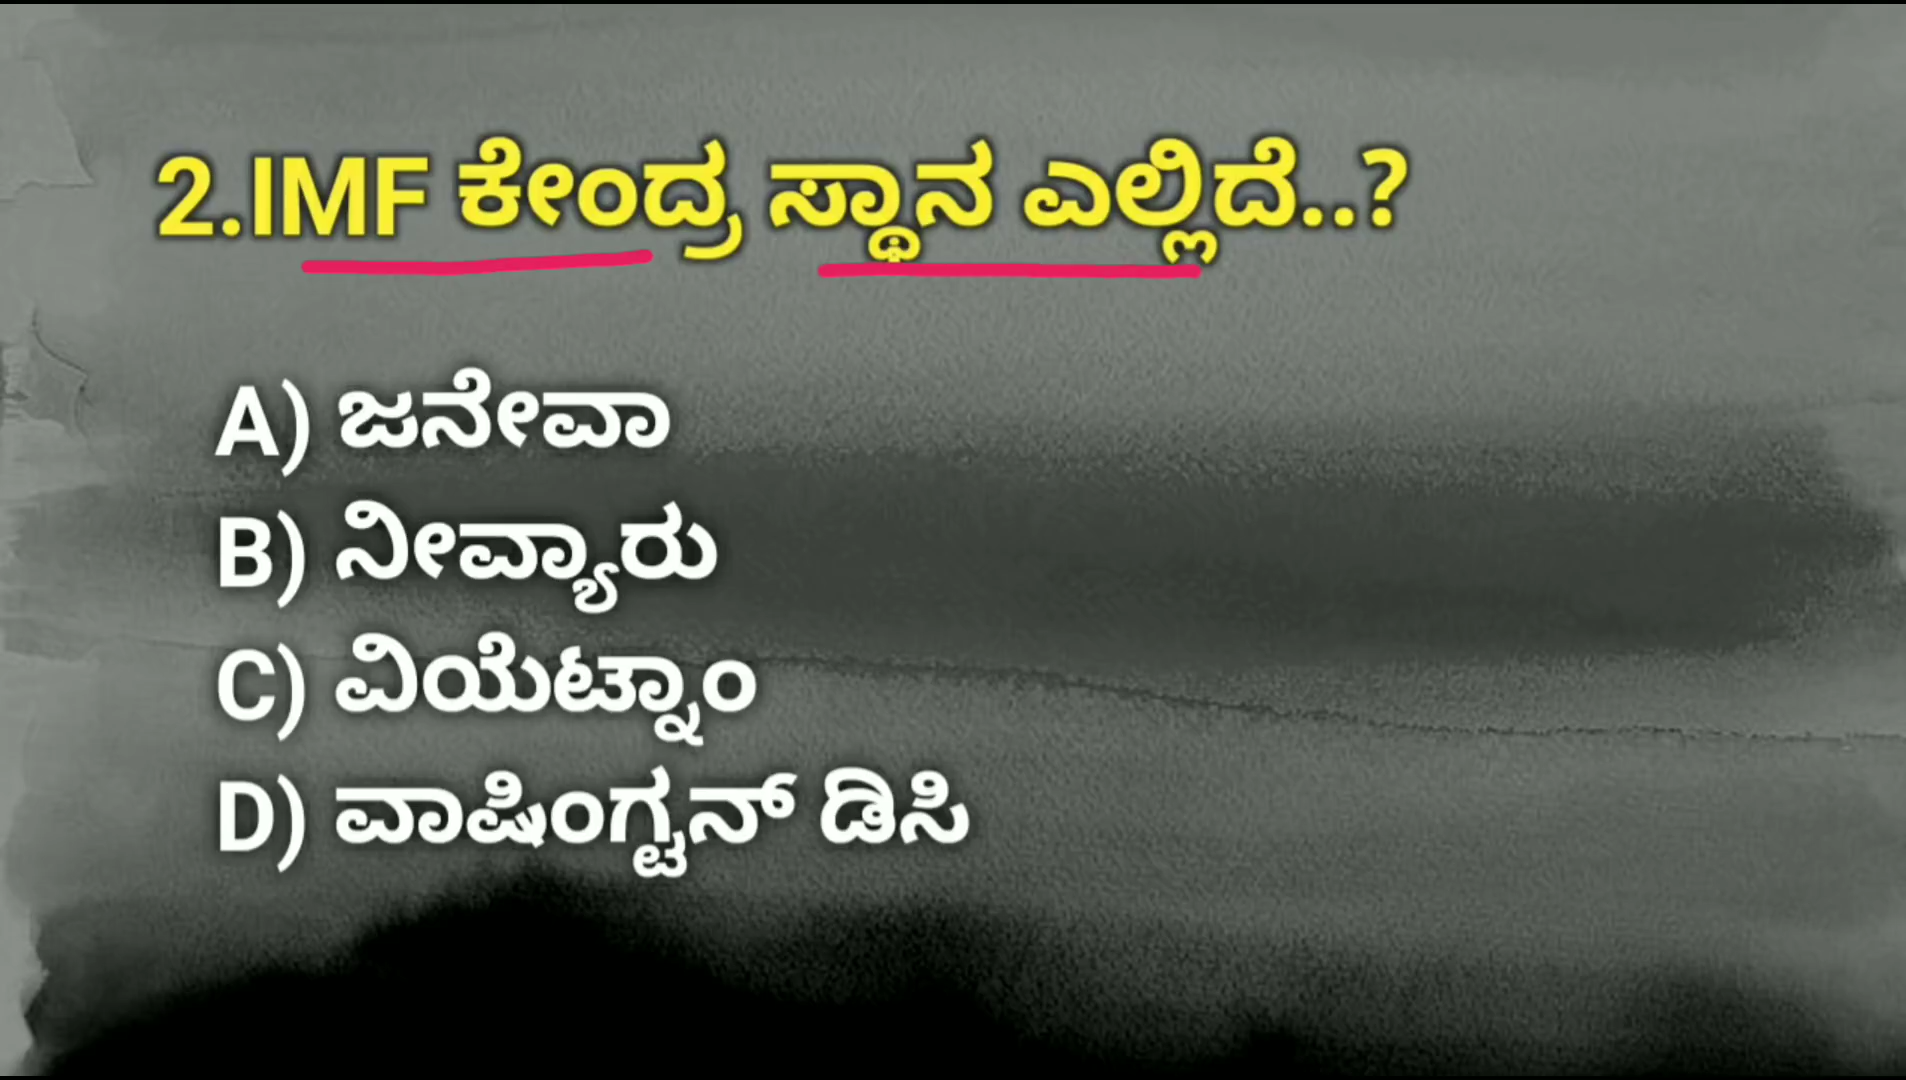 2.IMF ಕೇಂದ್ರ ಸ್ಥಾನ ಎಲ್ಲಿದೆ..?
A) ಜನೇವಾ
B) ನೀವ್ಯಾರು
C) ವಿಯೆಟ್ನಾಂ
D) ವಾಷಿಂಗ್ಟನ್ ಡಿಸಿ